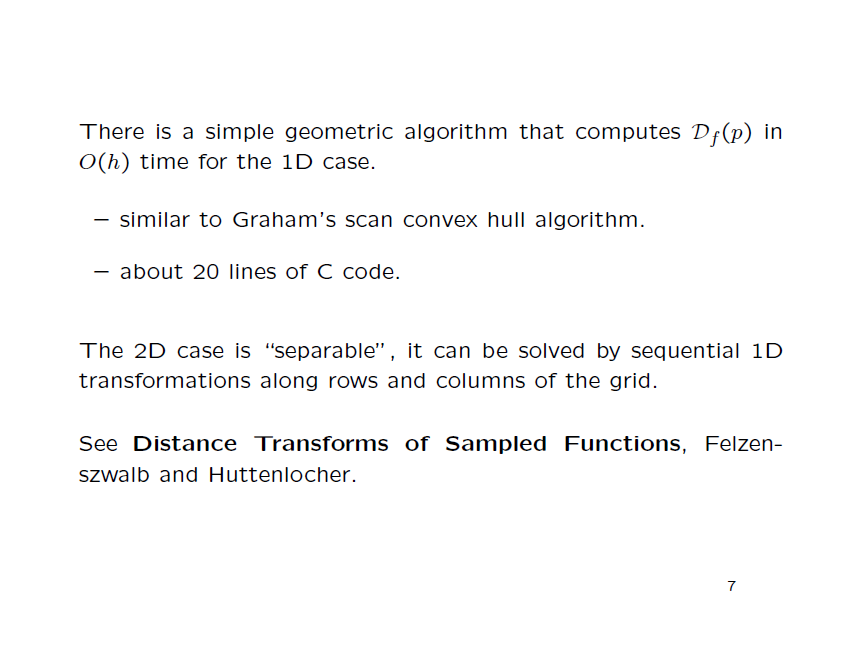 There is a simple geometric algorithm that computes 𝒟_f(p) in
O(h) time for the 1D case.
– similar to Graham's scan convex hull algorithm.
– about 20 lines of C code.
The 2D case is “separable”, it can be solved by sequential 1D
transformations along rows and columns of the grid.
See Distance Transforms of Sampled Functions, Felzen-
szwalb and Huttenlocher.
7